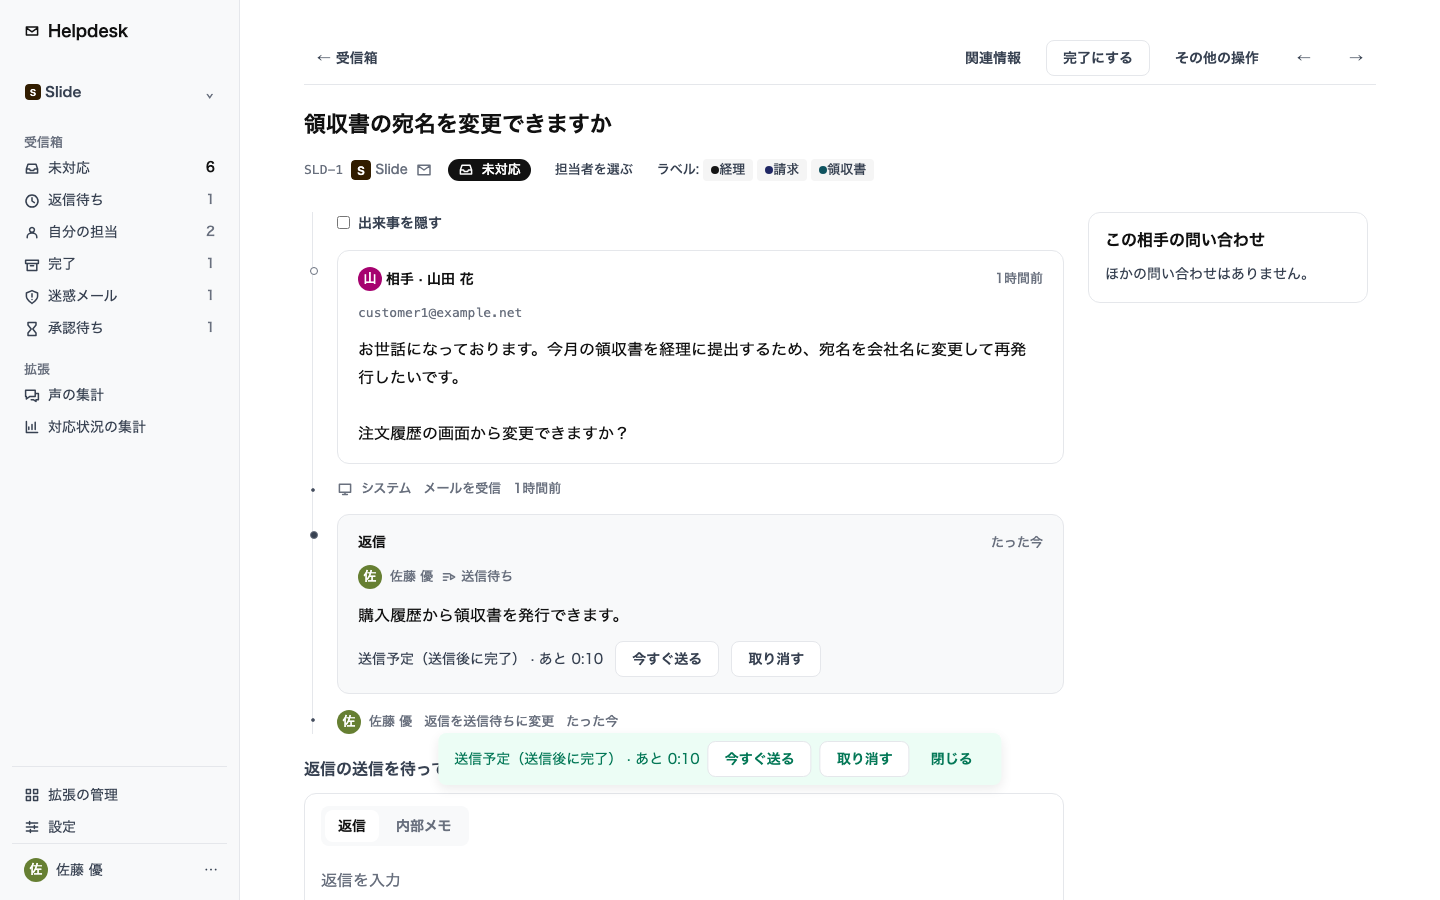 Helpdesk
S Slide
受信箱
未対応 6
返信待ち 1
自分の担当 2
完了 1
迷惑メール 1
承認待ち 1
拡張
声の集計
対応状況の集計
拡張の管理
設定
佐 佐藤 優 …
← 受信箱
関連情報 完了にする その他の操作 ← →
領収書の宛名を変更できますか
SLD-1 S Slide 未対応 担当者を選ぶ ラベル: 経理 請求 領収書
出来事を隠す
山 相手 · 山田 花 1時間前
customer1@example.net
お世話になっております。今月の領収書を経理に提出するため、宛名を会社名に変更して再発
行したいです。
注文履歴の画面から変更できますか？
システム メールを受信 1時間前
返信 たった今
佐 佐藤 優 送信待ち
購入履歴から領収書を発行できます。
送信予定（送信後に完了） · あと 0:10 今すぐ送る 取り消す
佐 佐藤 優 返信を送信待ちに変更 たった今
送信予定（送信後に完了） · あと 0:10 今すぐ送る 取り消す 閉じる
返信の送信を待って
返信 内部メモ
返信を入力
この相手の問い合わせ
ほかの問い合わせはありません。